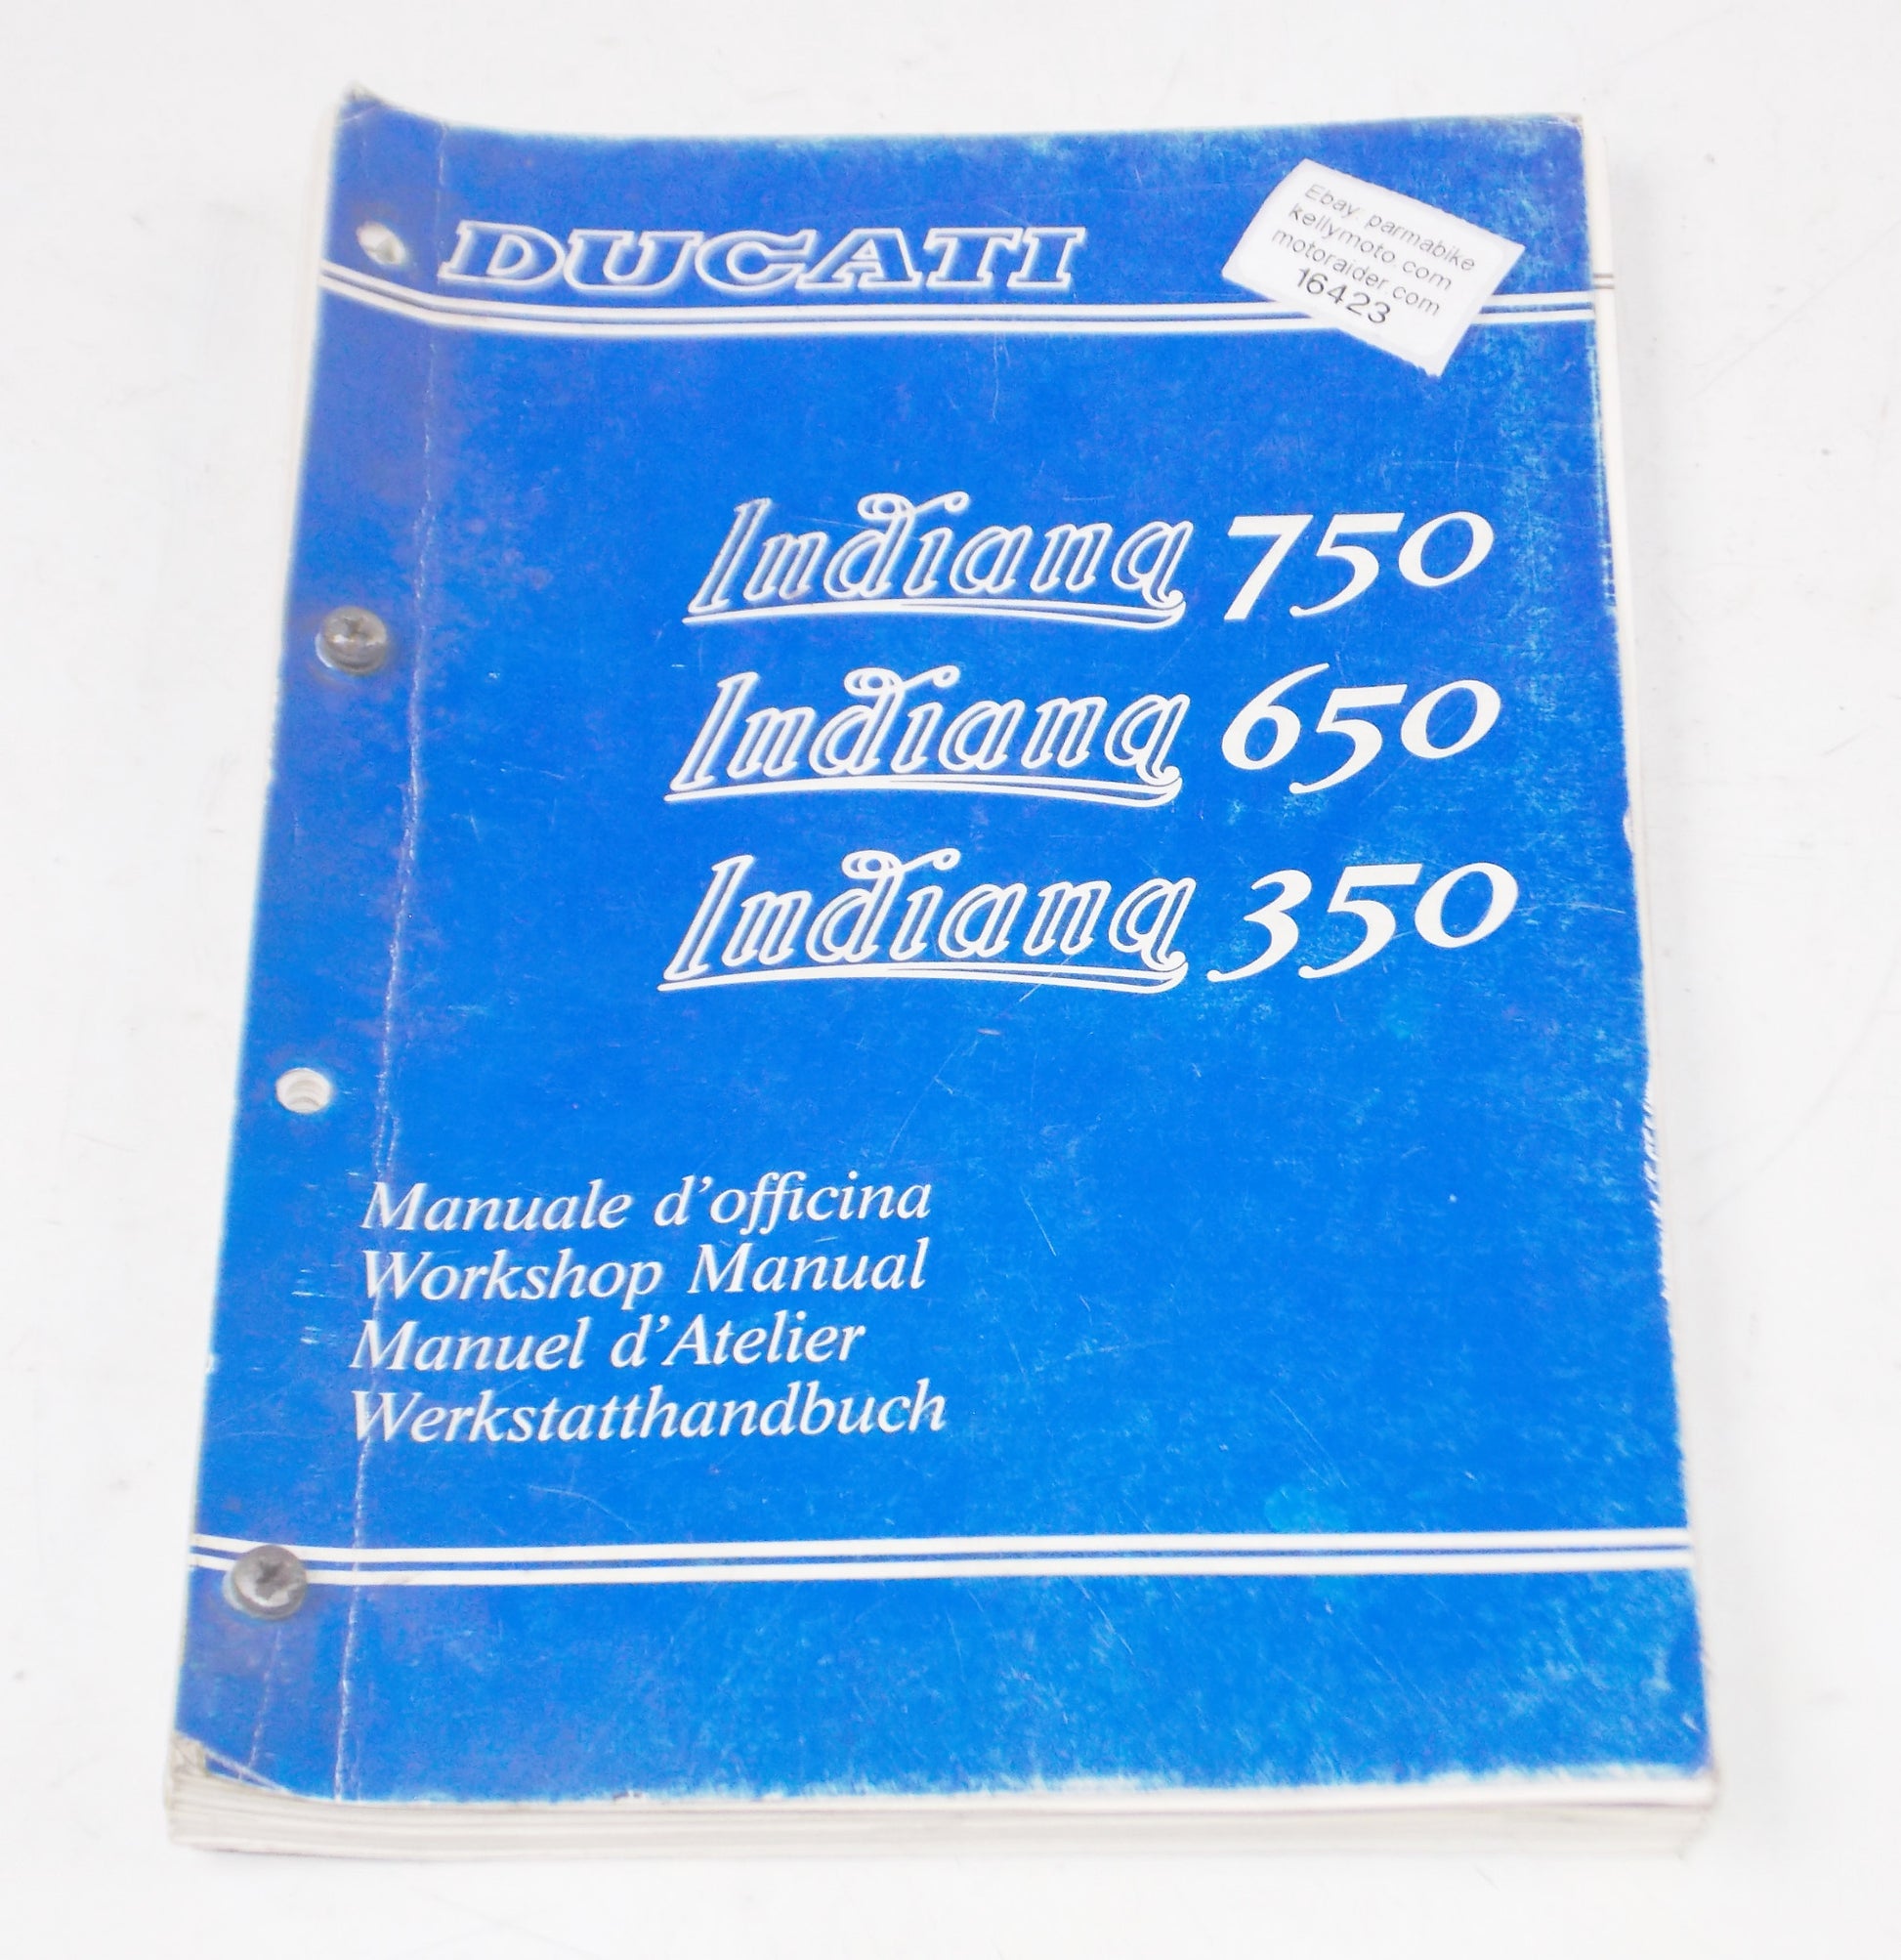 DUCATI
Ebay: parmabike
kellymoto.com
motoraider.com
16423
Indiana 750
Indiana 650
Indiana 350
Manuale d'officina
Workshop Manual
Manuel d'Atelier
Werkstatthandbuch